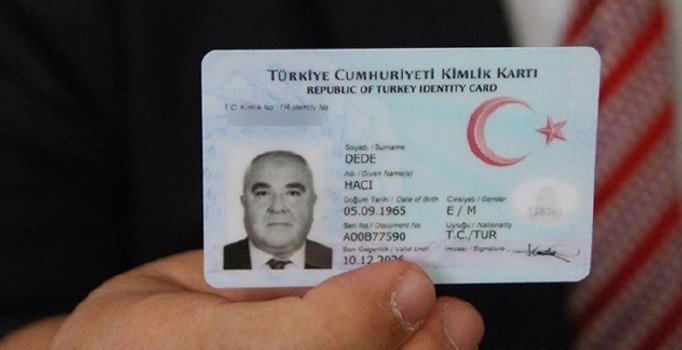 TÜRKİYE CUMHURİYETİ KİMLİK KARTI
REPUBLIC OF TURKEY IDENTITY CARD
T.C. Kimlik No / TR Identity No
Soyadı / Surname
DEDE
Adı / Given Name(s)
HACI
Doğum Tarihi / Date of Birth Cinsiyeti / Gender
05.09.1965 E / M
Seri No / Document No Uyruğu / Nationality
A00B77590 T.C./TUR
Son Geçerlilik / Valid Until İmzası / Signature
10.12.2026